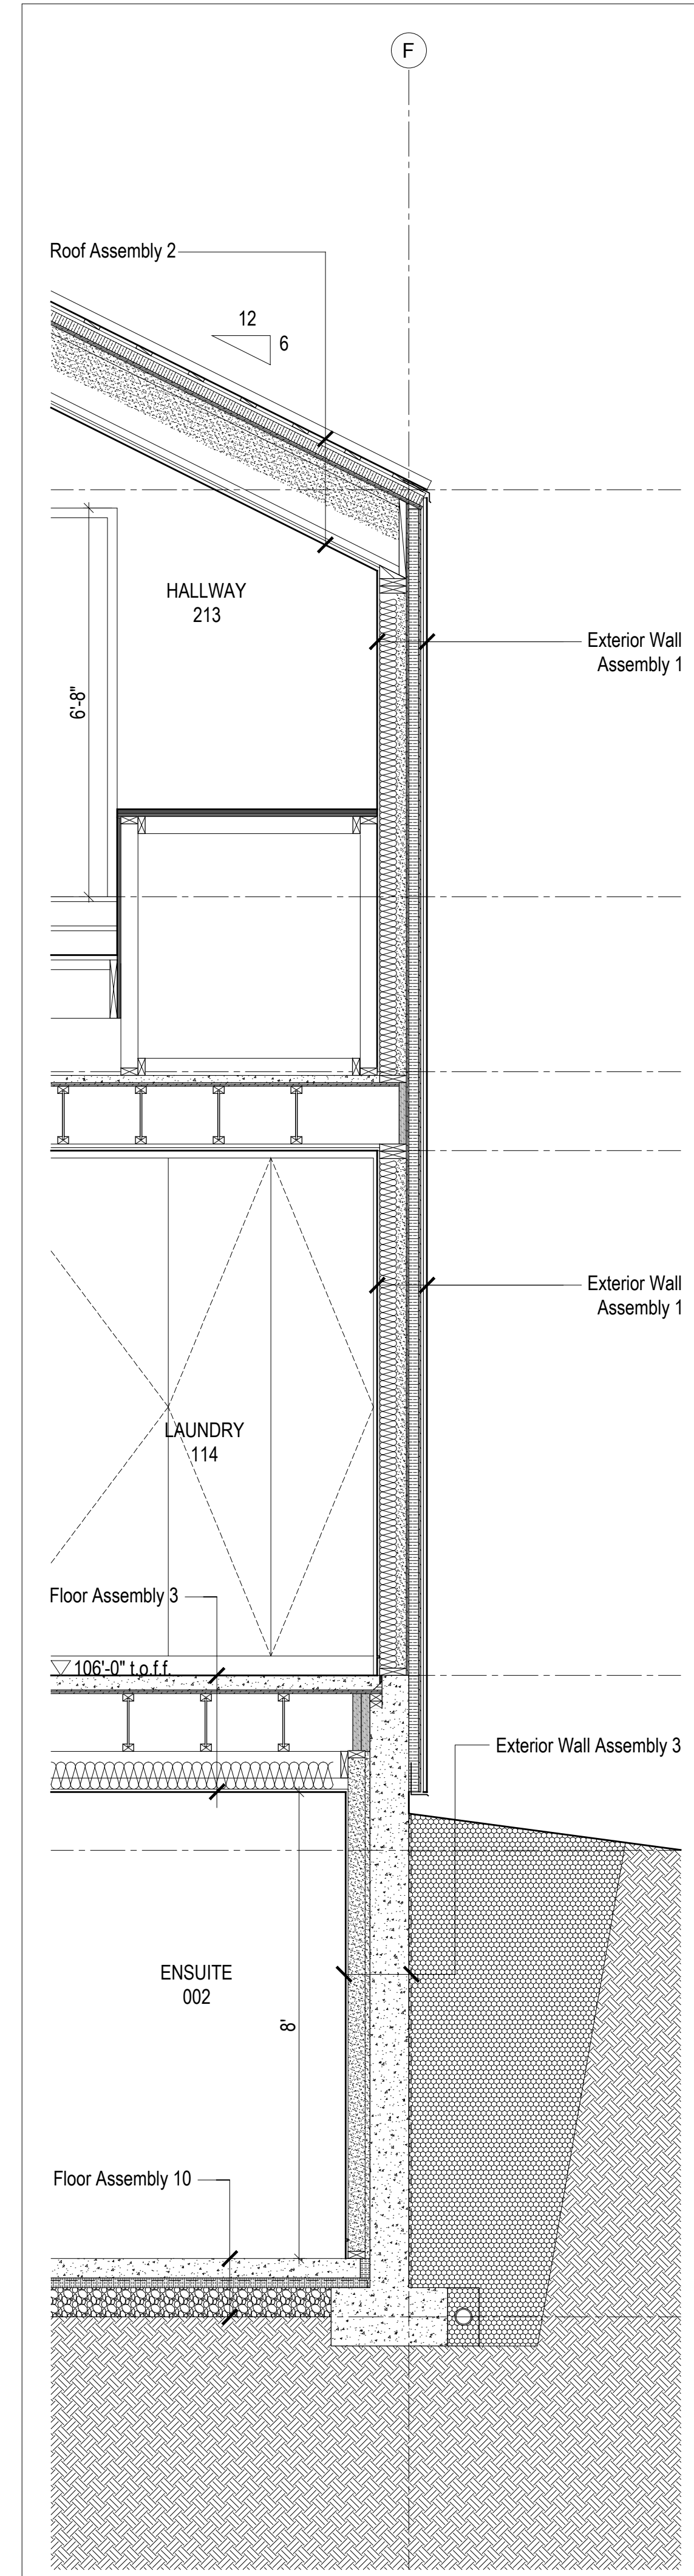 F
Roof Assembly 2
12
6
HALLWAY
213
Exterior Wall
Assembly 1
6'-8"
Exterior Wall
Assembly 1
LAUNDRY
114
Floor Assembly 3
106'-0" t.o.f.f.
Exterior Wall Assembly 3
ENSUITE
002
8'
Floor Assembly 10